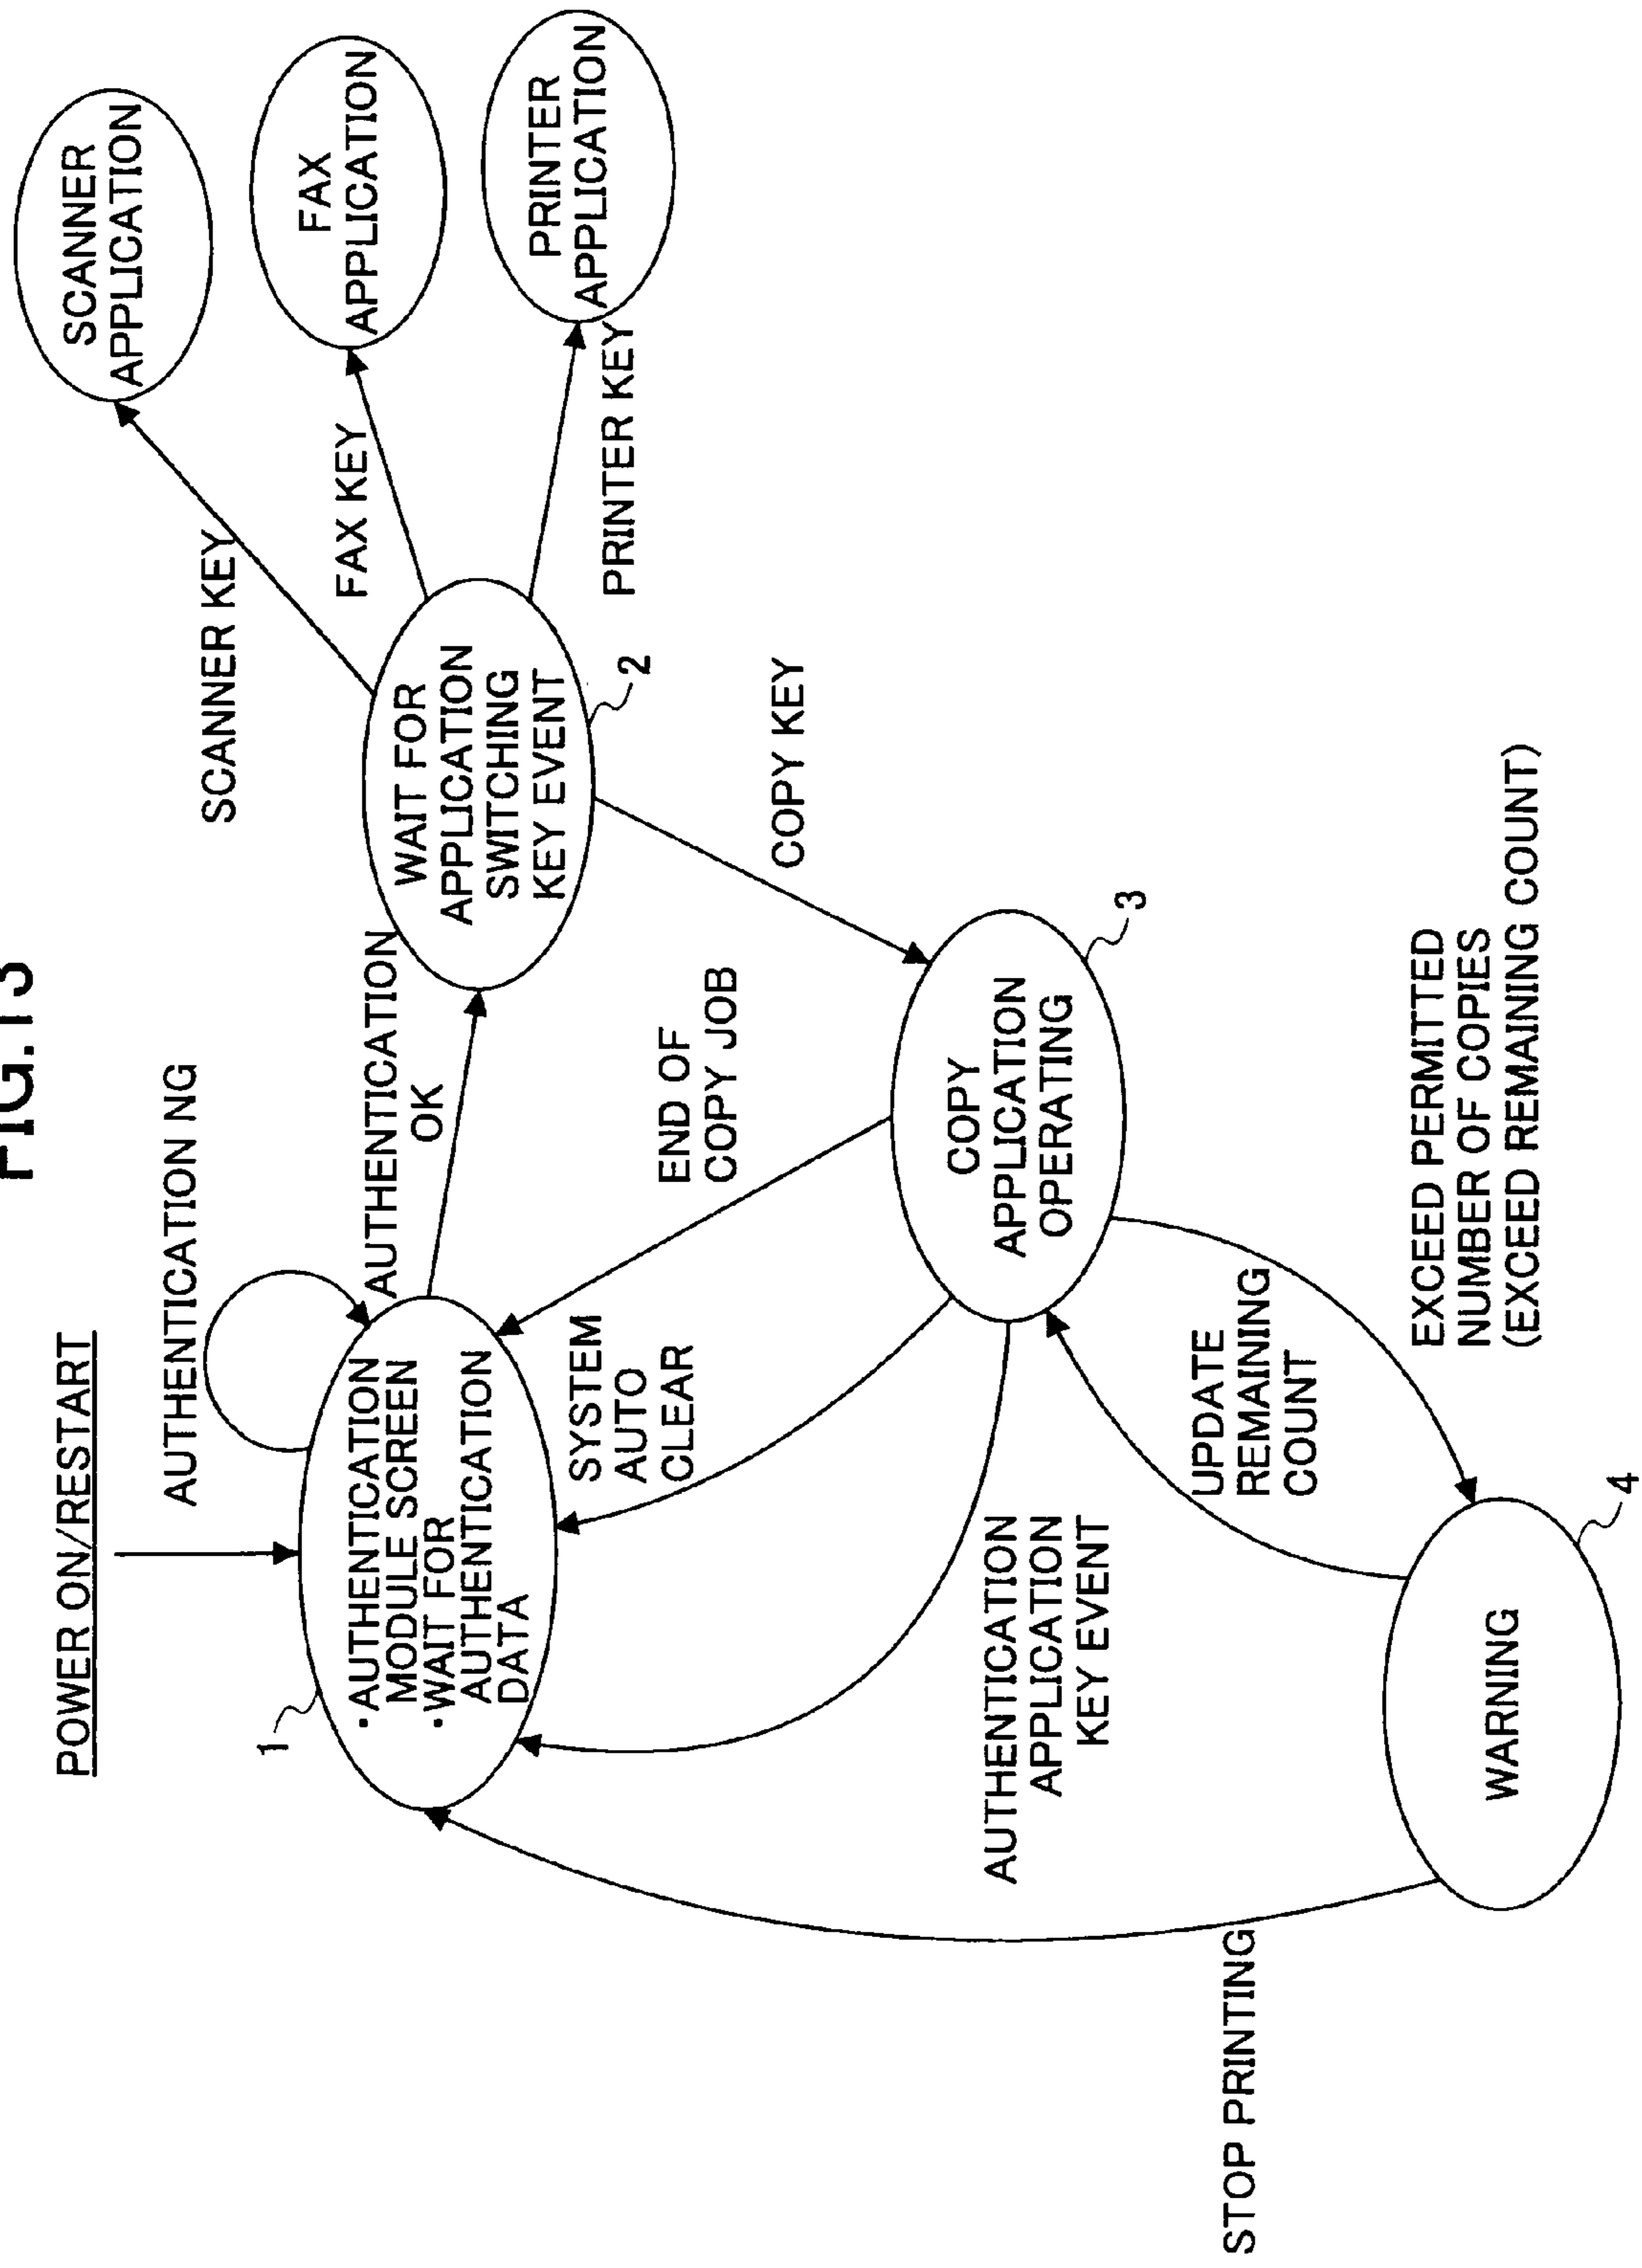 FIG.13
POWER ON/RESTART
AUTHENTICATION NG
1
·AUTHENTICATION
MODULE SCREEN
·WAIT FOR
AUTHENTICATION
DATA
AUTHENTICATION
OK
WAIT FOR
APPLICATION
SWITCHING
KEY EVENT
2
SCANNER KEY
SCANNER
APPLICATION
FAX KEY
FAX
APPLICATION
PRINTER KEY
PRINTER
APPLICATION
COPY KEY
END OF
COPY JOB
SYSTEM
AUTO
CLEAR
COPY
APPLICATION
OPERATING
3
AUTHENTICATION
APPLICATION
KEY EVENT
UPDATE
REMAINING
COUNT
EXCEED PERMITTED
NUMBER OF COPIES
(EXCEED REMAINING COUNT)
STOP PRINTING
WARNING
4